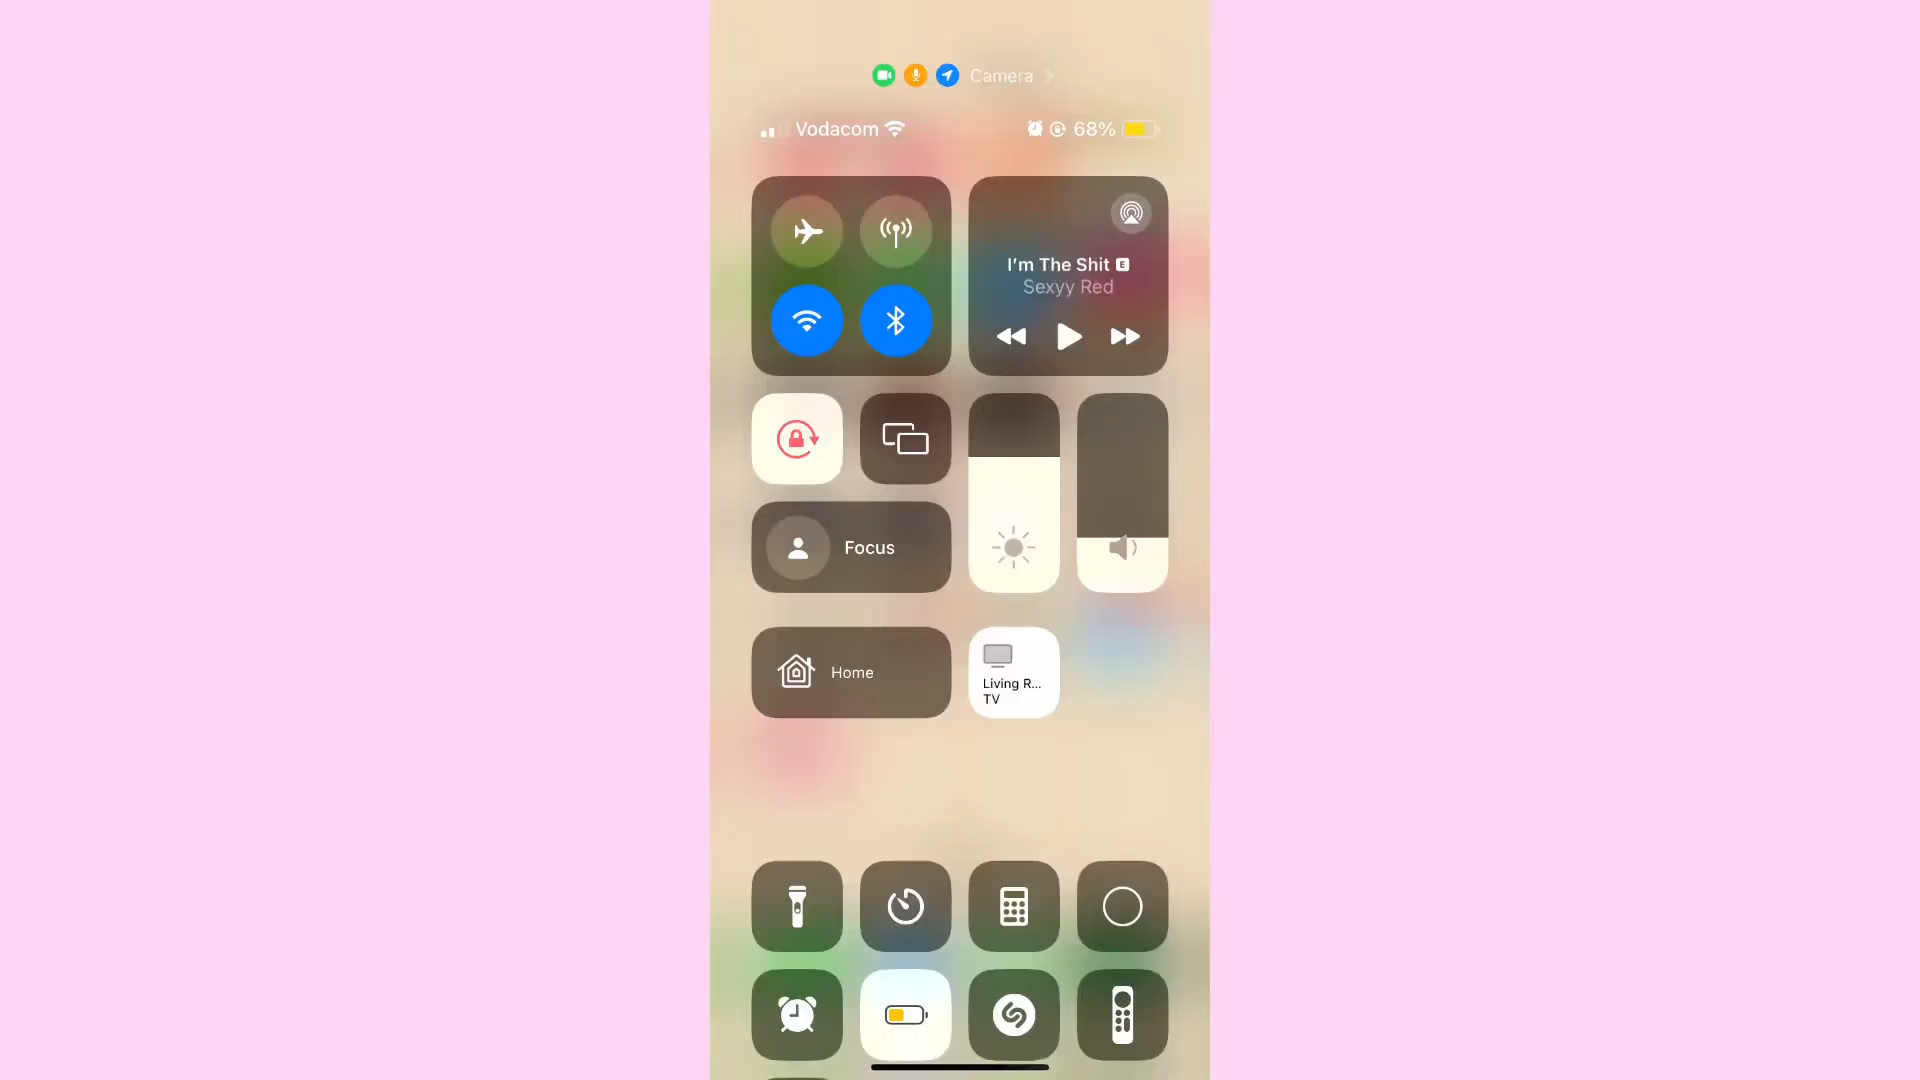 Camera
Vodacom
68%
I'm The Shit E
Sexyy Red
Focus
Home
Living R...
TV